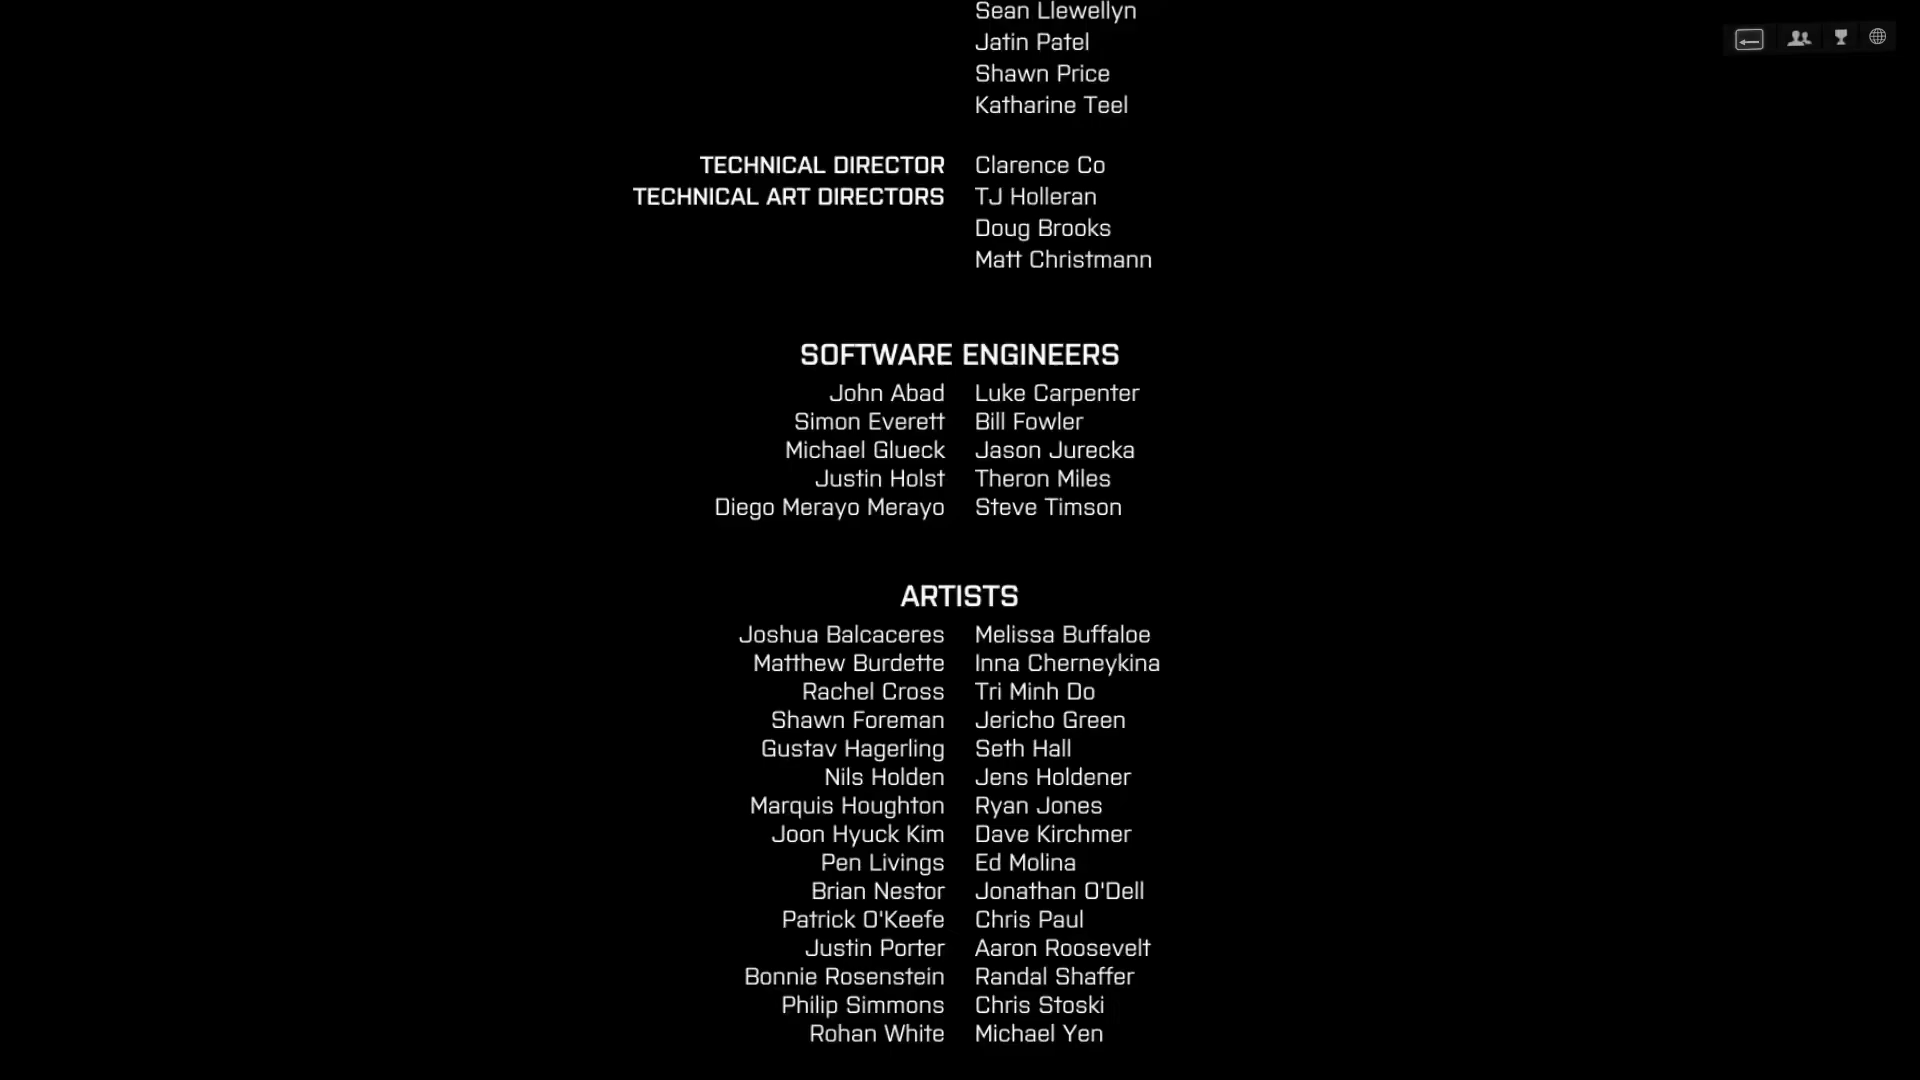 Sean Llewellyn
Jatin Patel
Shawn Price
Katharine Teel
TECHNICAL DIRECTOR Clarence Co
TECHNICAL ART DIRECTORS TJ Holleran
Doug Brooks
Matt Christmann
SOFTWARE ENGINEERS
John Abad Luke Carpenter
Simon Everett Bill Fowler
Michael Glueck Jason Jurecka
Justin Holst Theron Miles
Diego Merayo Merayo Steve Timson
ARTISTS
Joshua Balcaceres Melissa Buffaloe
Matthew Burdette Inna Cherneykina
Rachel Cross Tri Minh Do
Shawn Foreman Jericho Green
Gustav Hagerling Seth Hall
Nils Holden Jens Holdener
Marquis Houghton Ryan Jones
Joon Hyuck Kim Dave Kirchmer
Pen Livings Ed Molina
Brian Nestor Jonathan O'Dell
Patrick O'Keefe Chris Paul
Justin Porter Aaron Roosevelt
Bonnie Rosenstein Randal Shaffer
Philip Simmons Chris Stoski
Rohan White Michael Yen